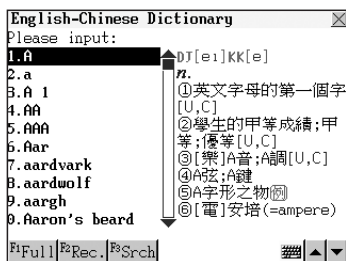 English-Chinese Dictionary
Please input:
1.A
2.a
3.A 1
4.AA
5.AAA
6.Aar
7.aardvark
8.aardwolf
9.aargh
0.Aaron's beard
DJ[eı]KK[e]
n.
①英文字母的第一個字
[U,C]
②學生的甲等成績;甲
等;優等[U,C]
③[樂]A音;A調[U,C]
④A弦;A鍵
⑤A字形之物例
⑥[電]安培(=ampere)
F1Full F2Rec. F3Srch